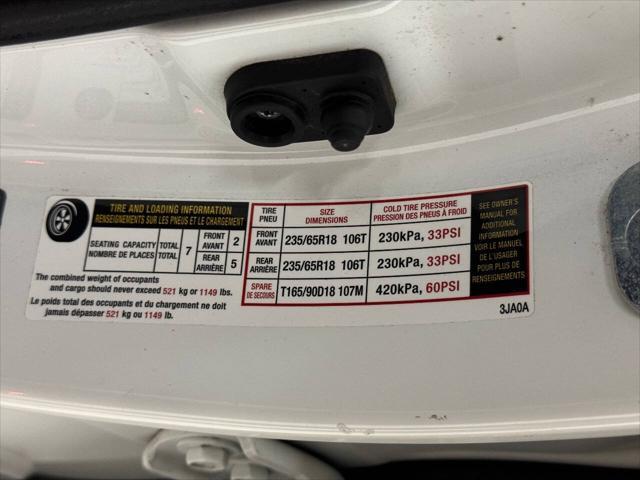 TIRE AND LOADING INFORMATION
RENSEIGNEMENTS SUR LES PNEUS ET LE CHARGEMENT
SEATING CAPACITY
NOMBRE DE PLACES
TOTAL
TOTAL
7
FRONT
AVANT
2
REAR
ARRIÈRE
5
The combined weight of occupants
and cargo should never exceed 521 kg or 1149 lbs.
Le poids total des occupants et du chargement ne doit
jamais dépasser 521 kg ou 1149 lb.
TIRE
PNEU
SIZE
DIMENSIONS
COLD TIRE PRESSURE
PRESSION DES PNEUS À FROID
FRONT
AVANT
235/65R18 106T
230kPa, 33PSI
REAR
ARRIÈRE
235/65R18 106T
230kPa, 33PSI
SPARE
DE SECOURS
T165/90D18 107M
420kPa, 60PSI
SEE OWNER'S
MANUAL FOR
ADDITIONAL
INFORMATION
VOIR LE MANUEL
DE L'USAGER
POUR PLUS DE
RENSEIGNEMENTS
3JA0A